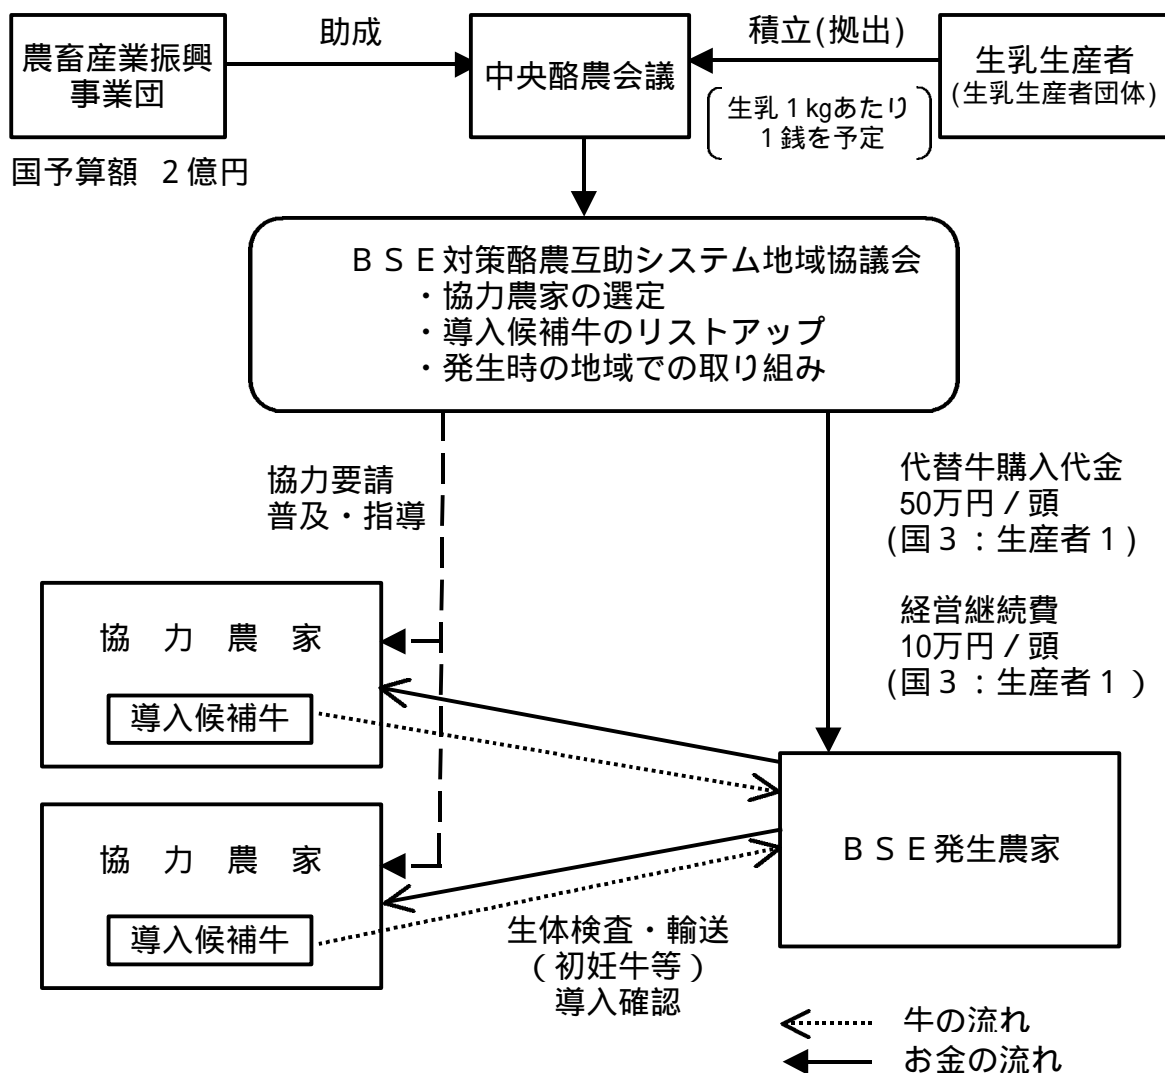 農畜産業振興
事業団
助成
中央酪農会議
積立(拠出)
生乳生産者
(生乳生産者団体)
生乳1kgあたり
1銭を予定
国予算額 2億円
BSE対策酪農互助システム地域協議会
・協力農家の選定
・導入候補牛のリストアップ
・発生時の地域での取り組み
協力要請
普及・指導
代替牛購入代金
50万円/頭
(国3:生産者1)
経営継続費
10万円/頭
(国3:生産者1)
協 力 農 家
導入候補牛
協 力 農 家
導入候補牛
BSE発生農家
生体検査・輸送
(初妊牛等)
導入確認
牛の流れ
お金の流れ